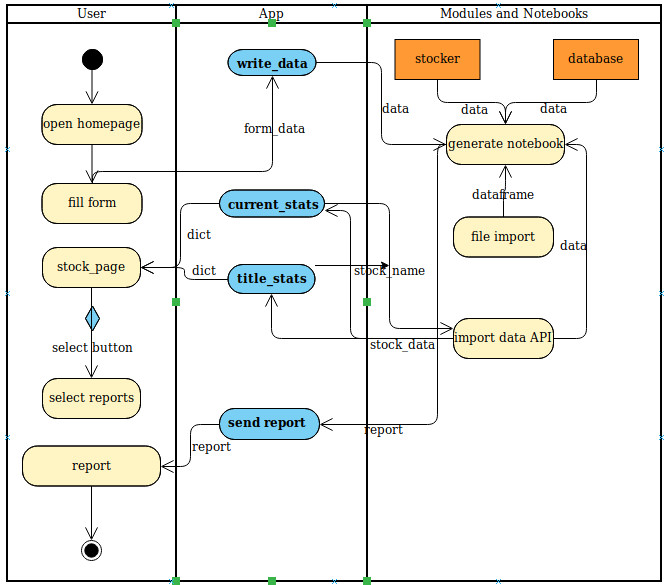 User
App
Modules and Notebooks
write_data
stocker
database
data
data
data
open homepage
form_data
generate notebook
fill form
current_stats
dataframe
dict
file import
data
stock_page
dict
title_stats
stock_name
select button
stock_data
import data API
select reports
send report
report
report
report